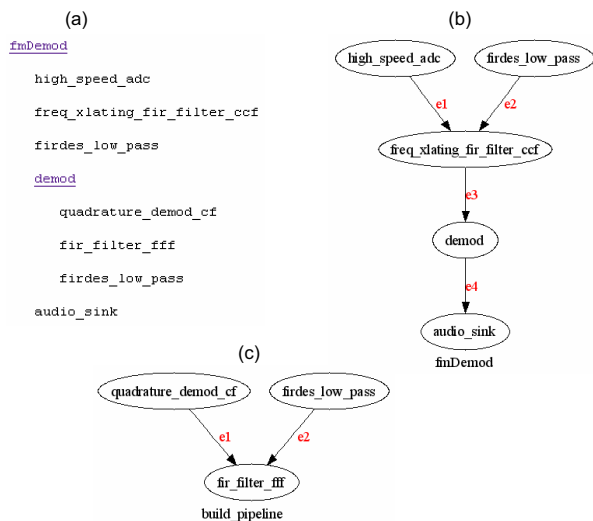 (a)
fmDemod
high_speed_adc
freq_xlating_fir_filter_ccf
firdes_low_pass
demod
quadrature_demod_cf
fir_filter_fff
firdes_low_pass
audio_sink
(b)
high_speed_adc firdes_low_pass
e1 e2
freq_xlating_fir_filter_ccf
e3
demod
e4
audio_sink
fmDemod
(c)
quadrature_demod_cf firdes_low_pass
e1 e2
fir_filter_fff
build_pipeline